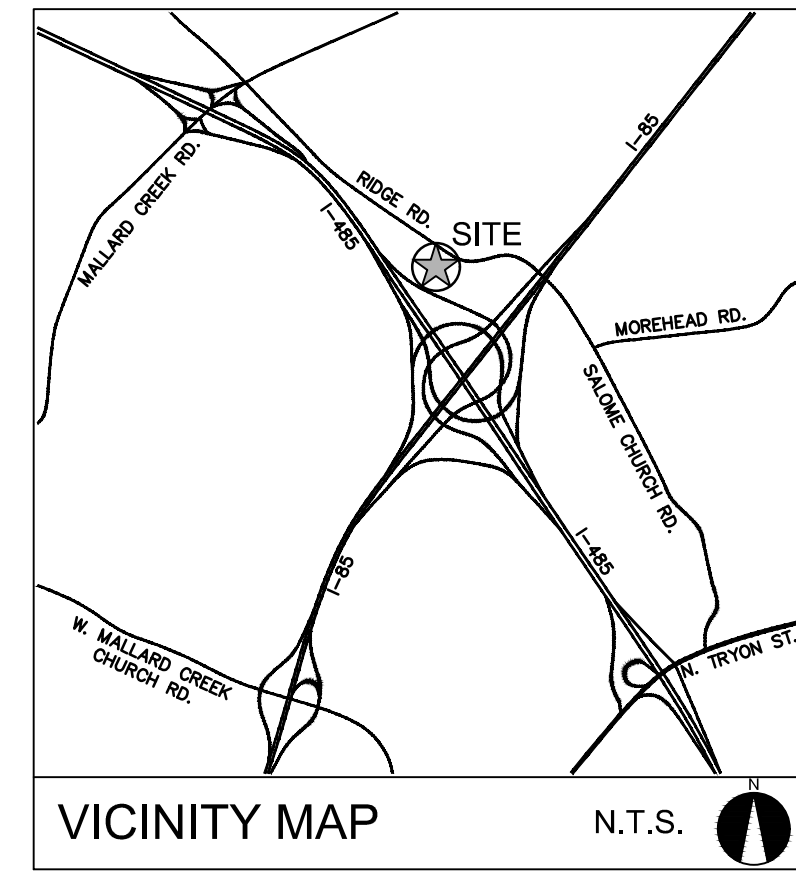 I-85
MALLARD CREEK RD.
RIDGE RD.
I-485
SITE
MOREHEAD RD.
SALOME CHURCH RD.
I-85
I-485
W. MALLARD CREEK
CHURCH RD.
N. TRYON ST.
VICINITY MAP
N.T.S.
N